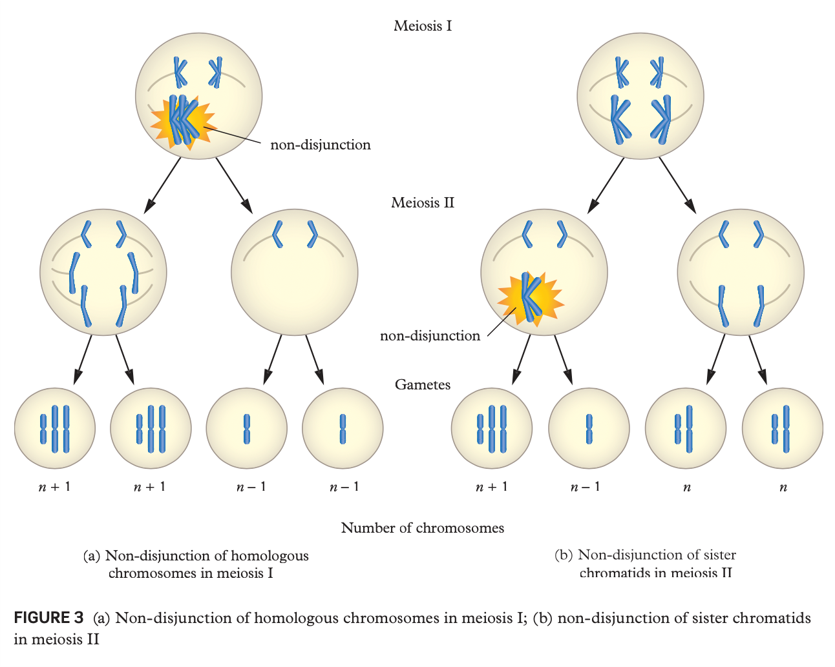 Meiosis I
non-disjunction
Meiosis II
non-disjunction
Gametes
n + 1
n + 1
n – 1
n – 1
n + 1
n – 1
n
n
Number of chromosomes
(a) Non-disjunction of homologous
chromosomes in meiosis I
(b) Non-disjunction of sister
chromatids in meiosis II
FIGURE 3 (a) Non-disjunction of homologous chromosomes in meiosis I; (b) non-disjunction of sister chromatids
in meiosis II